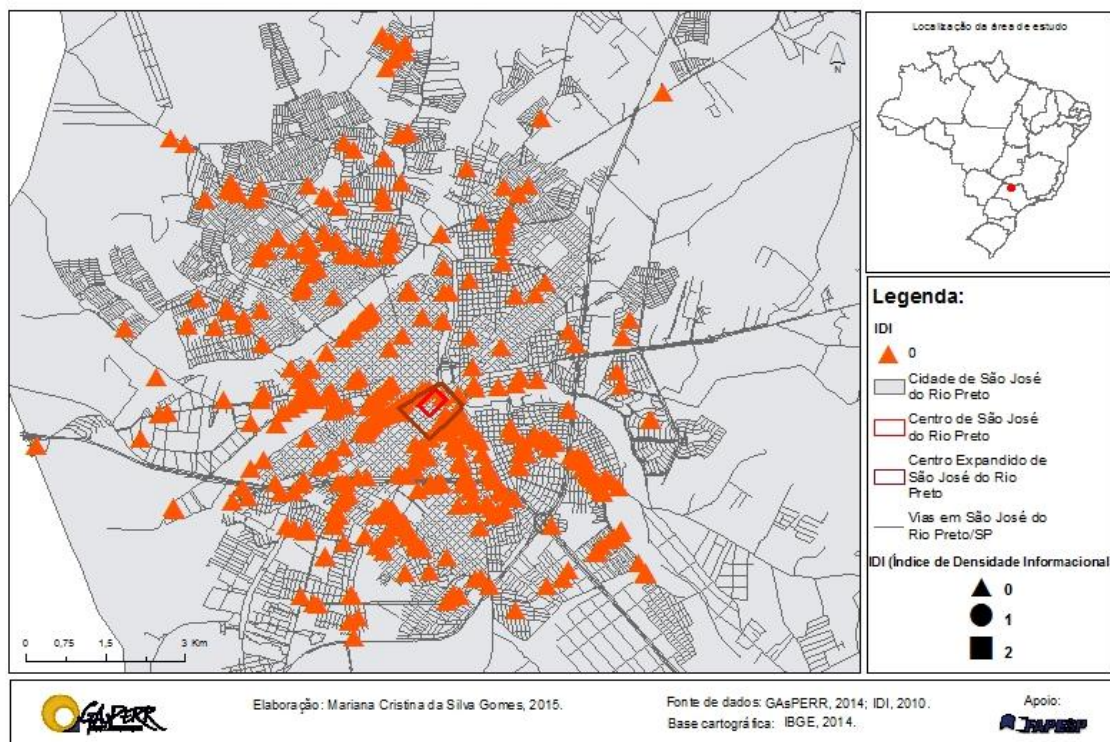 Localização da área de estudo
N
Legenda:
IDI
0
Cidade de São José
do Rio Preto
Centro de São José
do Rio Preto
Centro Expandido de
São José do Rio
Preto
Vias em São José do
Rio Preto/SP
IDI (Índice de Densidade Informacional
0
1
2
0 0,75 1,5 3 Km
GAsPERR
Elaboração: Mariana Cristina da Silva Gomes, 2015.
Fonte de dados: GAsPERR, 2014; IDI, 2010.
Base cartográfica: IBGE, 2014.
Apoio:
FAPESP